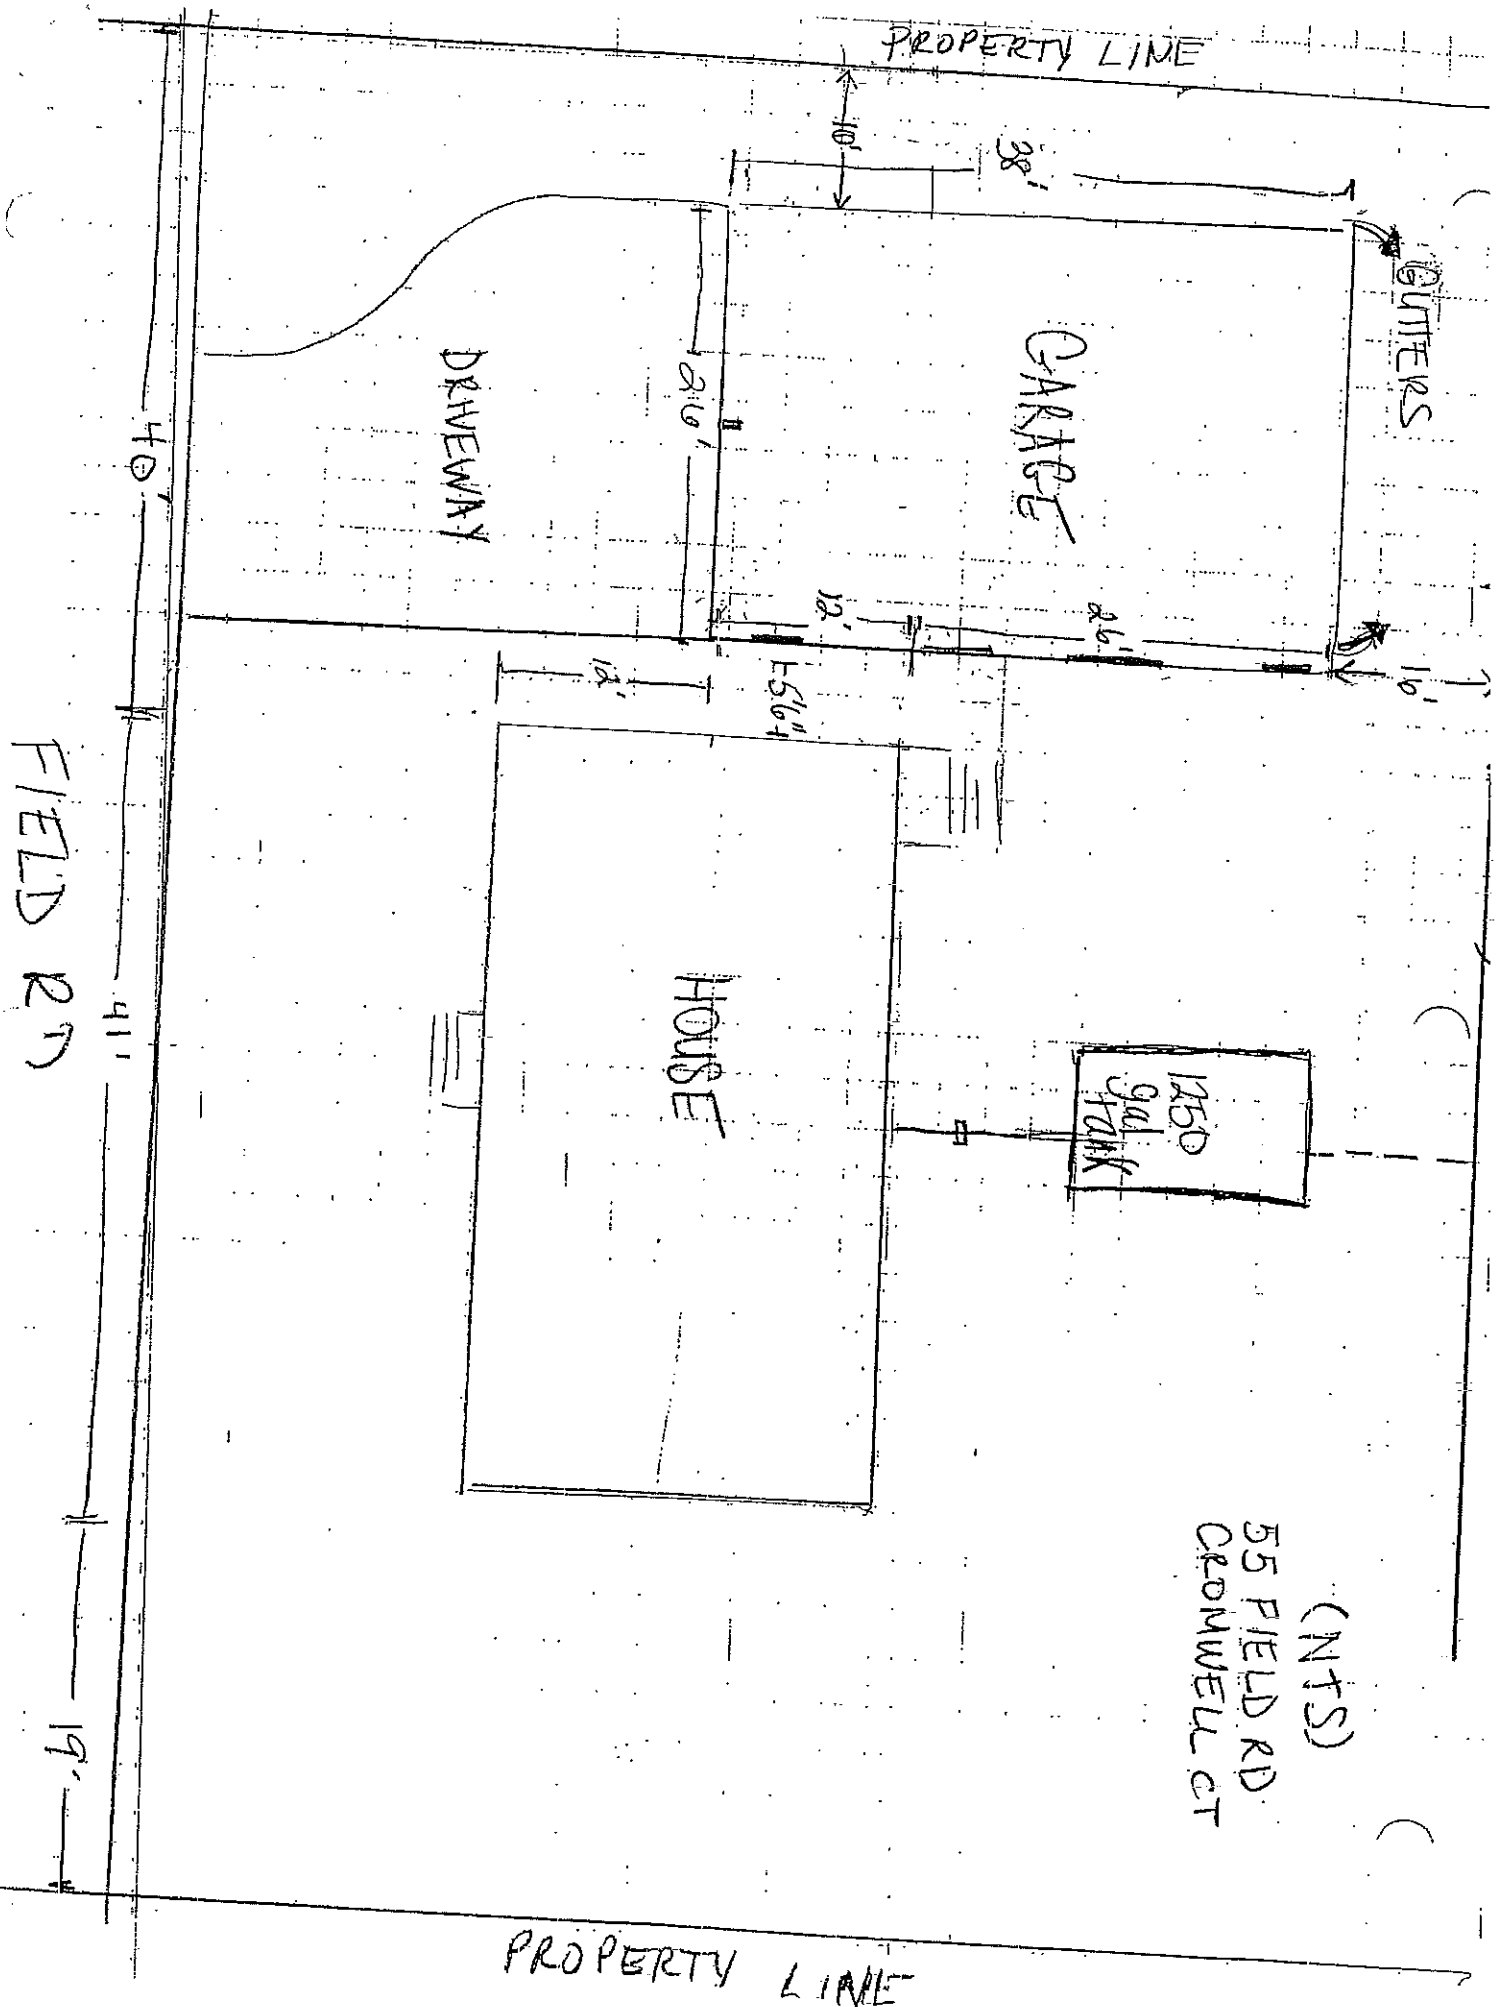 PROPERTY LINE
10'
38'
GUTTERS
GARAGE
26'
DRIVEWAY
40'
12'
26'
16'
12'
5'6"
HOUSE
1250
gal
TANK
FIELD RD
41'
19'
(NTS)
55 FIELD RD
CROMWELL CT
PROPERTY LINE